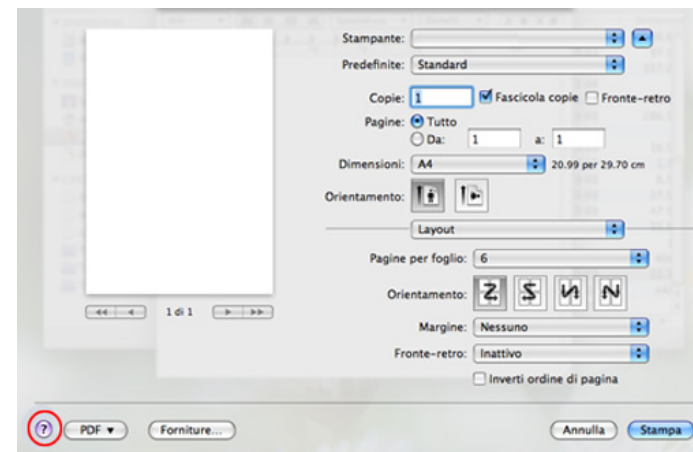 Stampante:
Predefinite: Standard
Copie: 1 Fascicola copie Fronte-retro
Pagine: Tutto
Da: 1 a: 1
Dimensioni: A4 20.99 per 29.70 cm
Orientamento:
Layout
Pagine per foglio: 6
Orientamento:
Margine: Nessuno
Fronte-retro: Inattivo
Inverti ordine di pagina
1 di 1
? PDF Forniture... Annulla Stampa